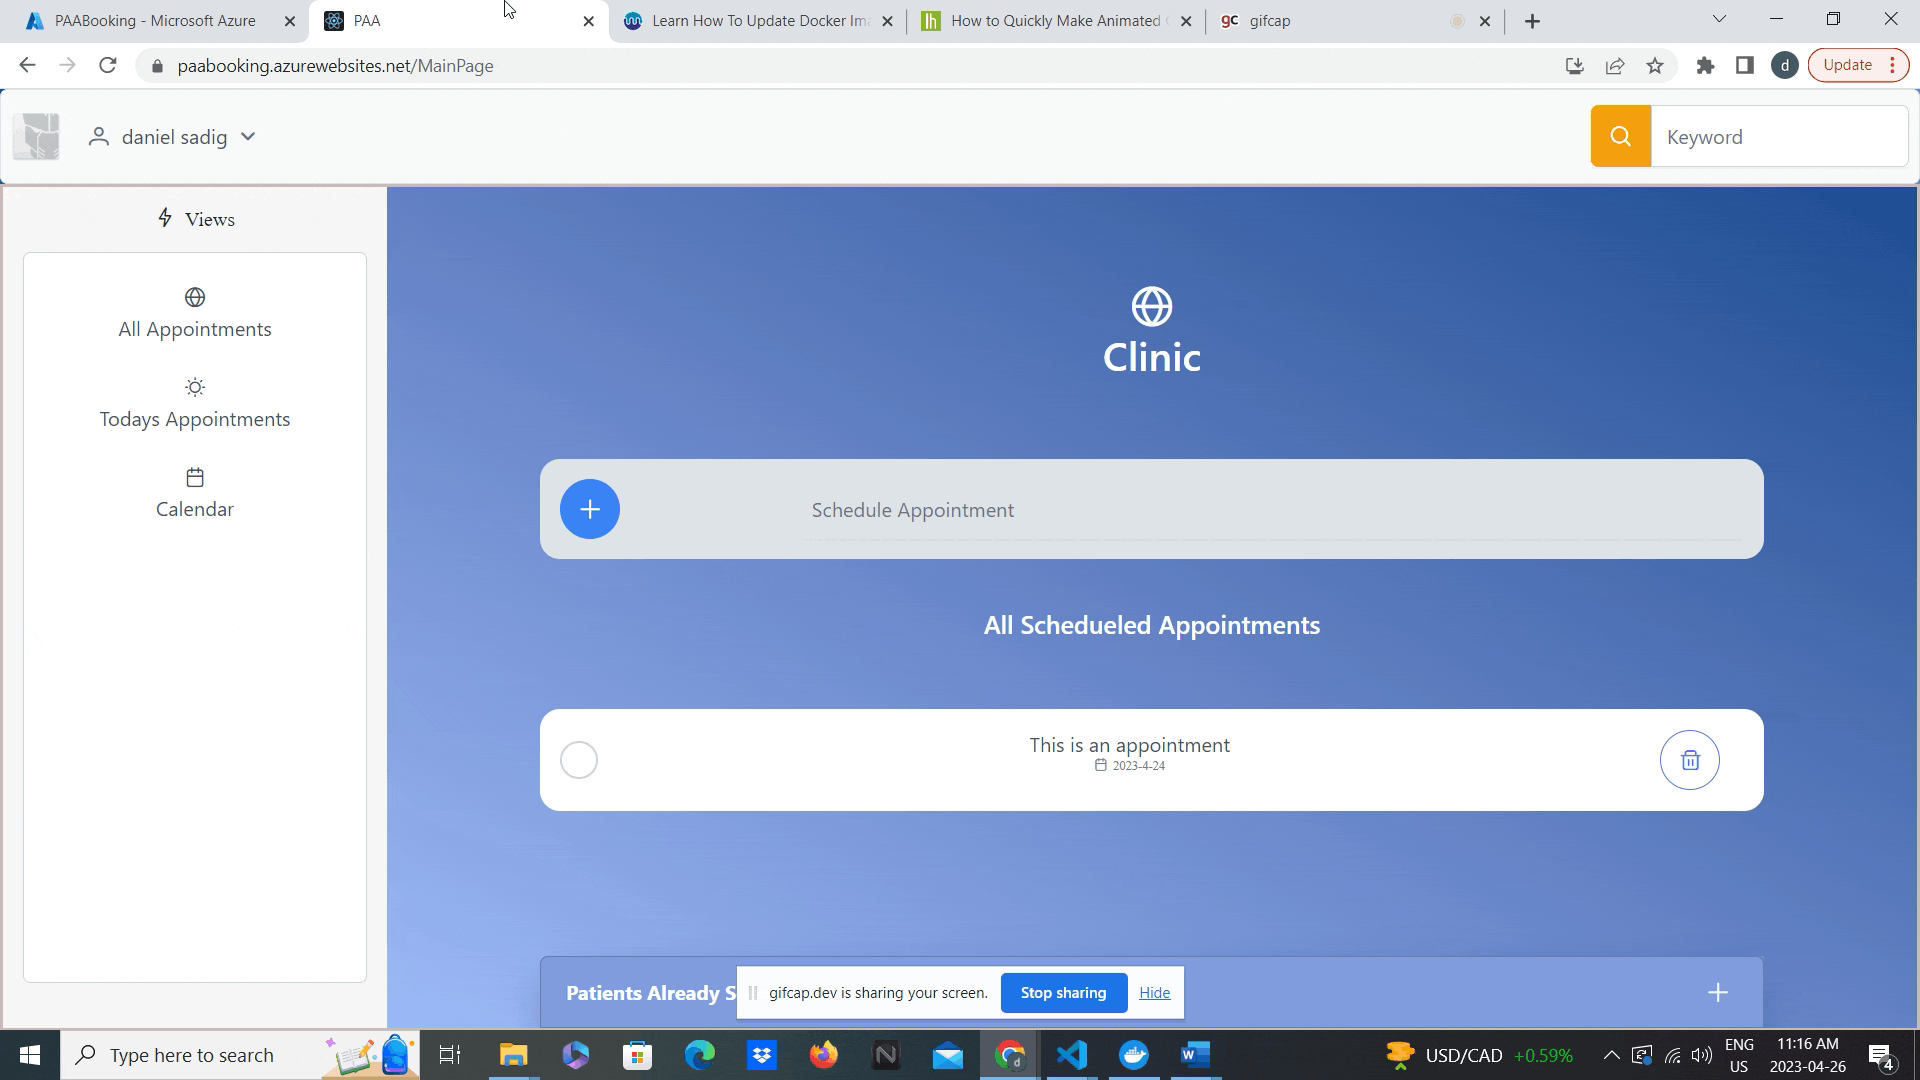 PAABooking - Microsoft Azure
PAA
Learn How To Update Docker Im
How to Quickly Make Animated
gc gifcap
paabooking.azurewebsites.net/MainPage
d
Update
daniel sadig
Keyword
Views
All Appointments
Todays Appointments
Calendar
Clinic
Schedule Appointment
All Schedueled Appointments
This is an appointment
2023-4-24
Patients Already S
gifcap.dev is sharing your screen.
Stop sharing
Hide
Type here to search
USD/CAD +0.59%
ENG
US
11:16 AM
2023-04-26
4